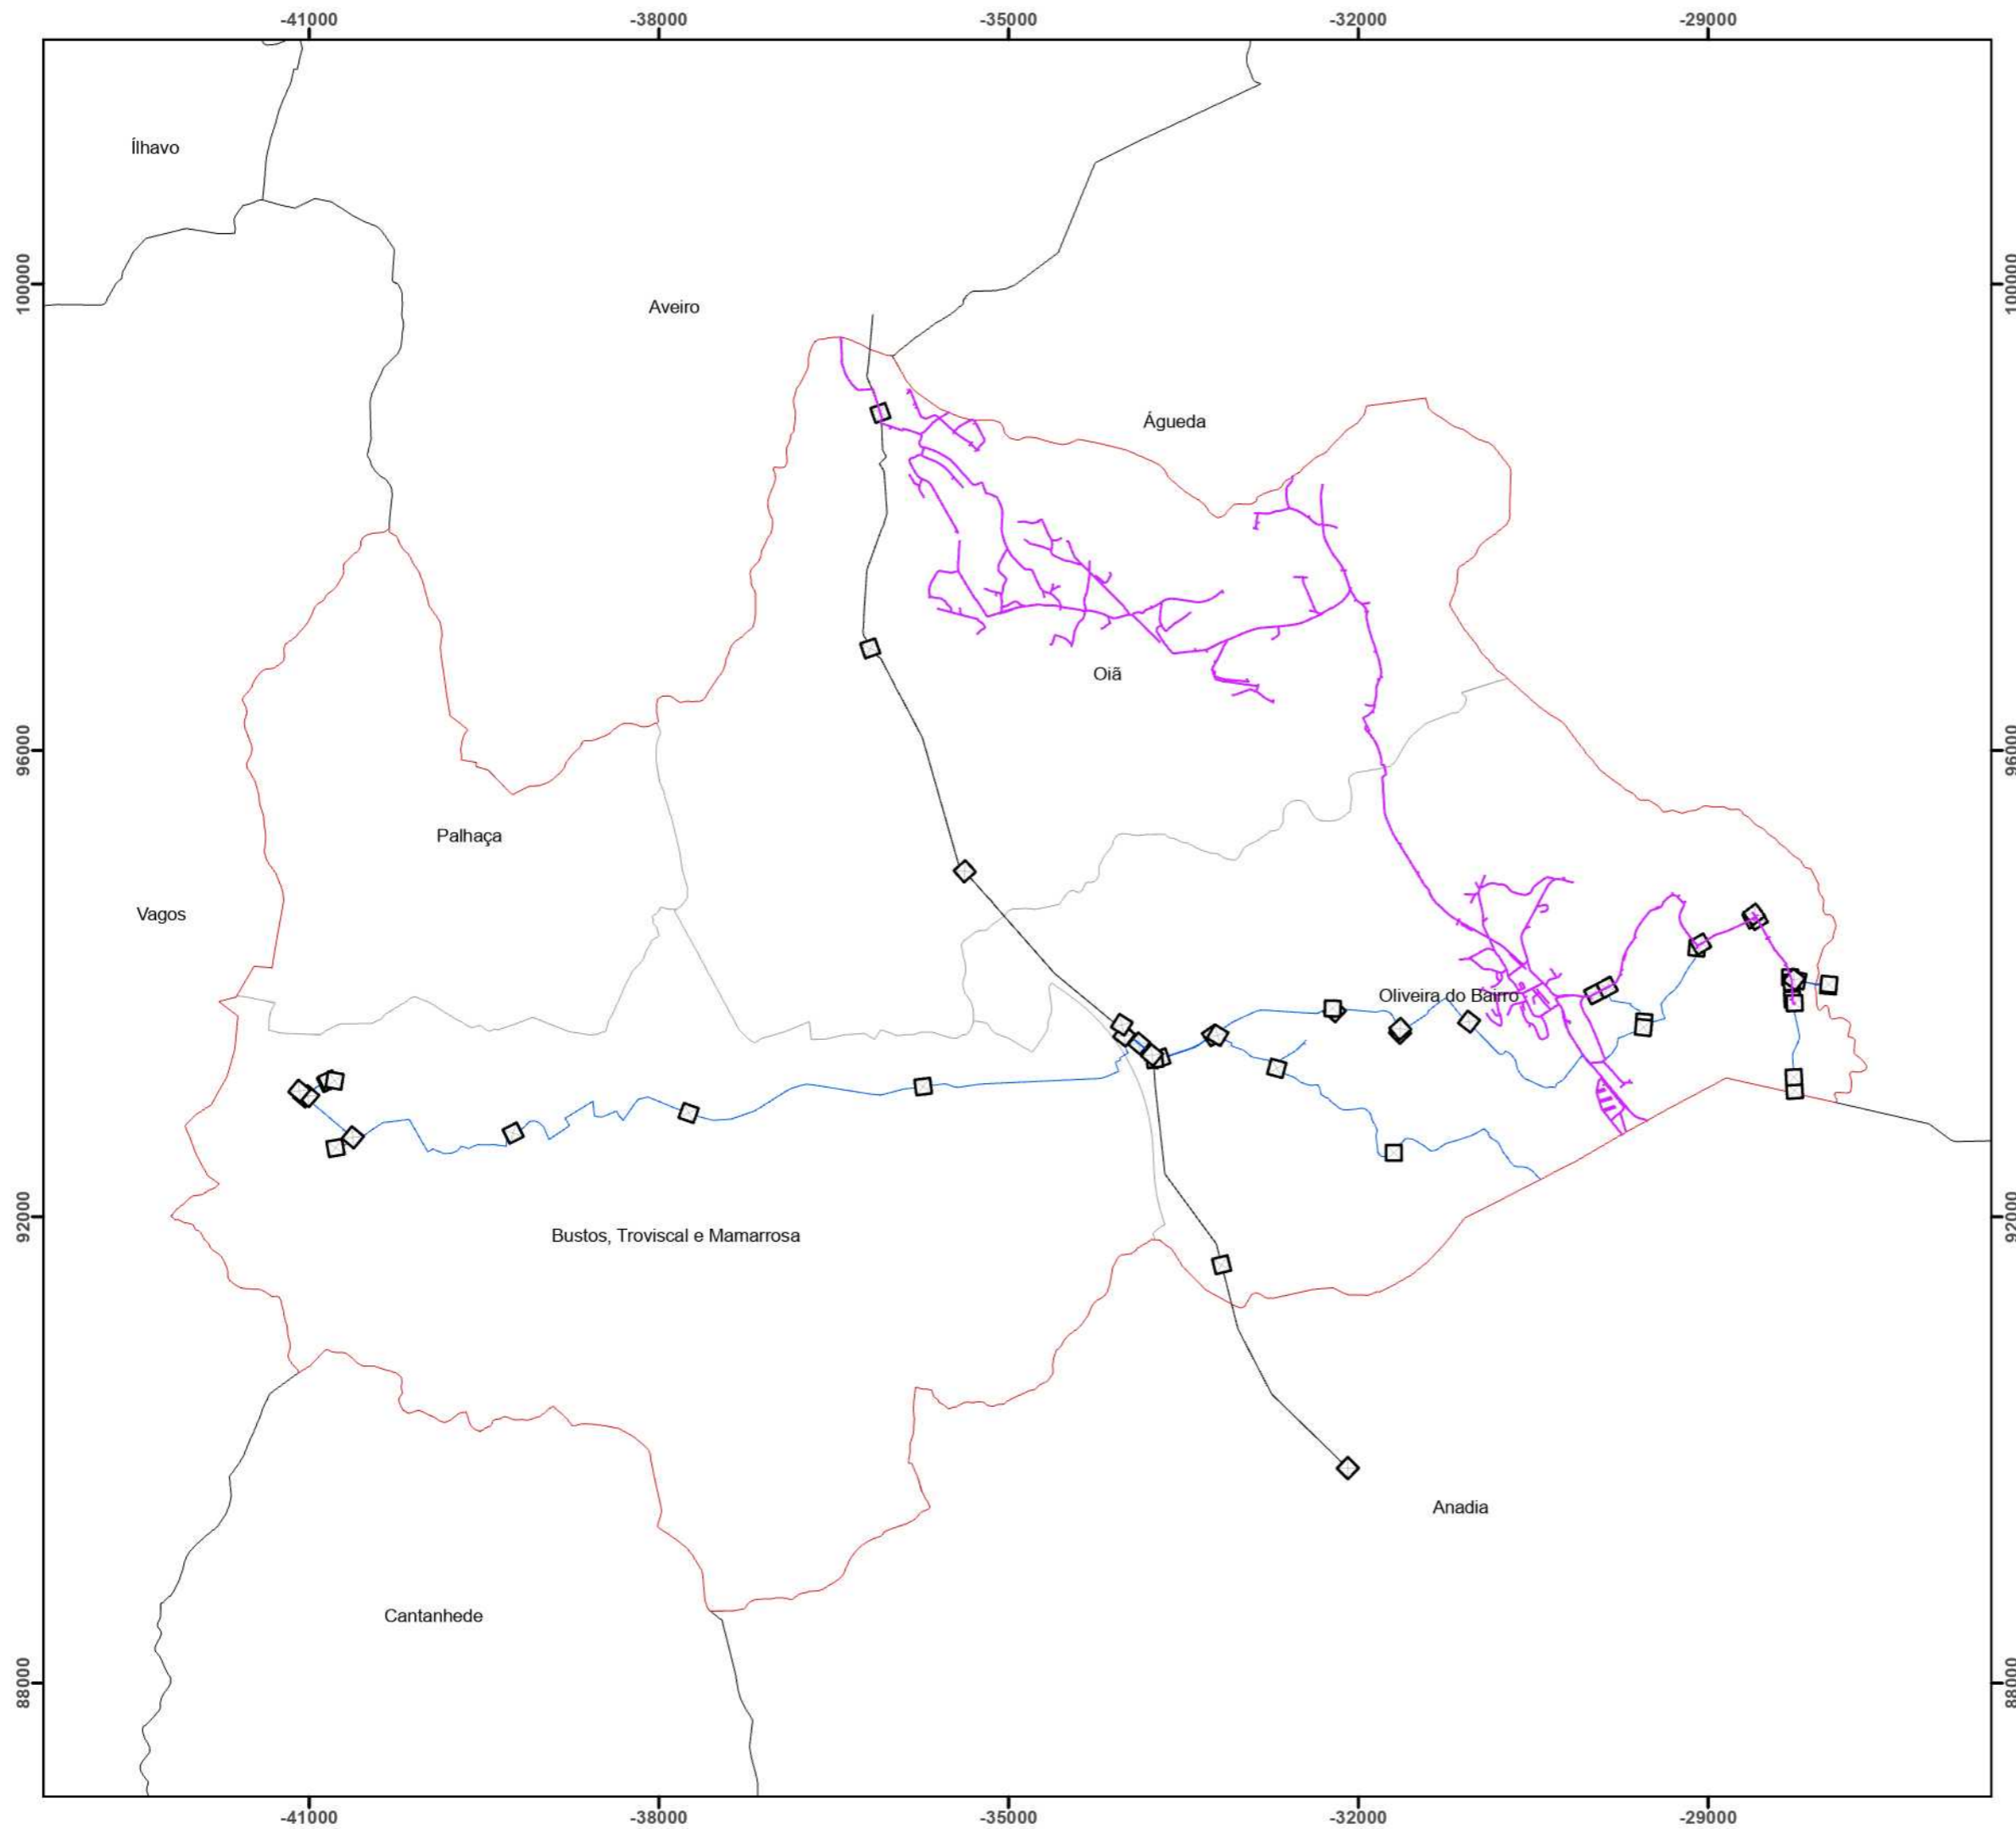 -41000 -38000 -35000 -32000 -29000
Ílhavo
100000 100000
Aveiro
Águeda
Oiã
96000 96000
Palhaça
Vagos
Oliveira do Bairro
92000 92000
Bustos, Troviscal e Mamarrosa
Anadia
Cantanhede
88000 88000
-41000 -38000 -35000 -32000 -29000